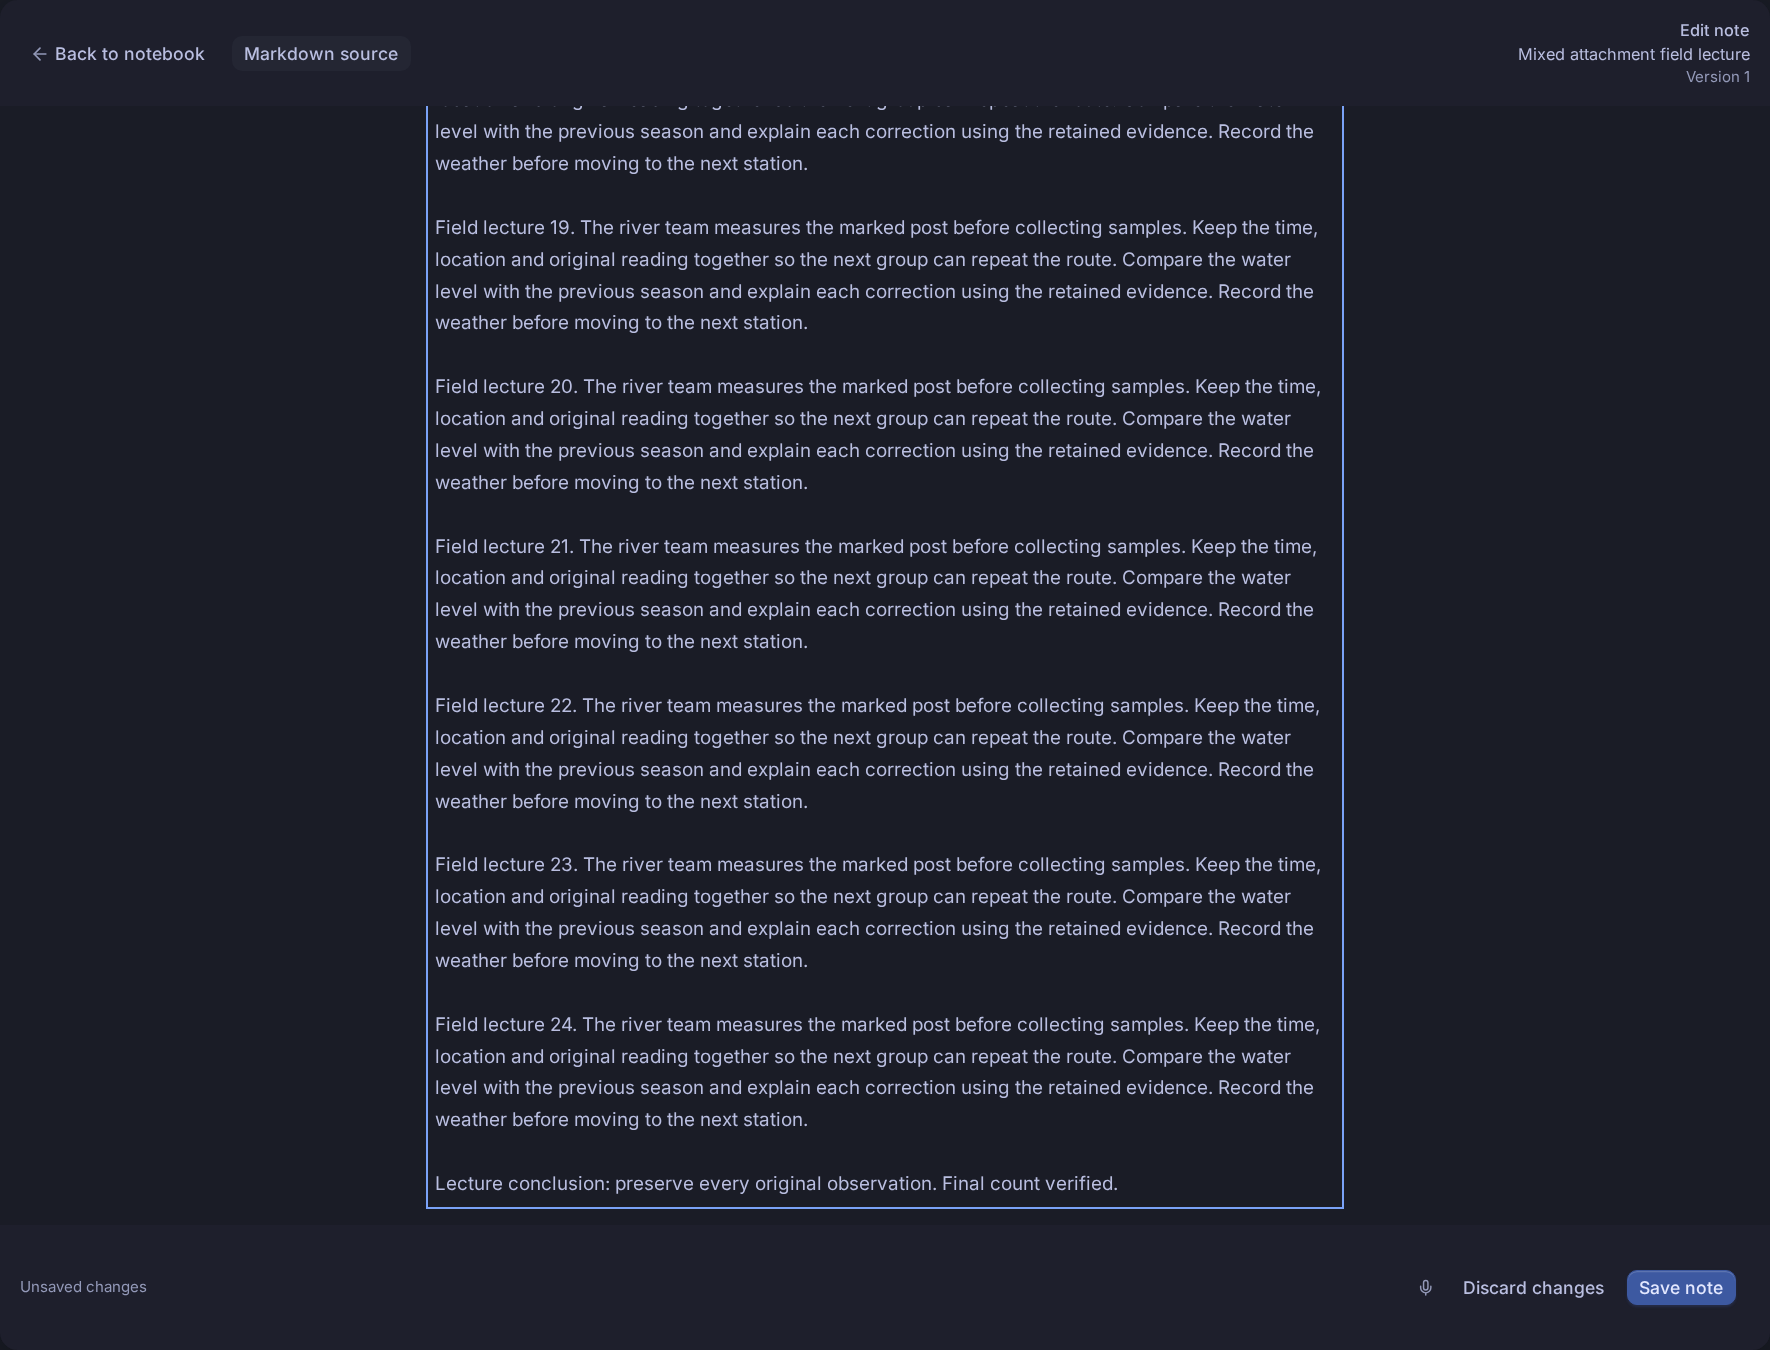 Back to notebook
Markdown source
Edit note
Mixed attachment field lecture
Version 1
level with the previous season and explain each correction using the retained evidence. Record the
weather before moving to the next station.
Field lecture 19. The river team measures the marked post before collecting samples. Keep the time,
location and original reading together so the next group can repeat the route. Compare the water
level with the previous season and explain each correction using the retained evidence. Record the
weather before moving to the next station.
Field lecture 20. The river team measures the marked post before collecting samples. Keep the time,
location and original reading together so the next group can repeat the route. Compare the water
level with the previous season and explain each correction using the retained evidence. Record the
weather before moving to the next station.
Field lecture 21. The river team measures the marked post before collecting samples. Keep the time,
location and original reading together so the next group can repeat the route. Compare the water
level with the previous season and explain each correction using the retained evidence. Record the
weather before moving to the next station.
Field lecture 22. The river team measures the marked post before collecting samples. Keep the time,
location and original reading together so the next group can repeat the route. Compare the water
level with the previous season and explain each correction using the retained evidence. Record the
weather before moving to the next station.
Field lecture 23. The river team measures the marked post before collecting samples. Keep the time,
location and original reading together so the next group can repeat the route. Compare the water
level with the previous season and explain each correction using the retained evidence. Record the
weather before moving to the next station.
Field lecture 24. The river team measures the marked post before collecting samples. Keep the time,
location and original reading together so the next group can repeat the route. Compare the water
level with the previous season and explain each correction using the retained evidence. Record the
weather before moving to the next station.
Lecture conclusion: preserve every original observation. Final count verified.
Unsaved changes
Discard changes
Save note